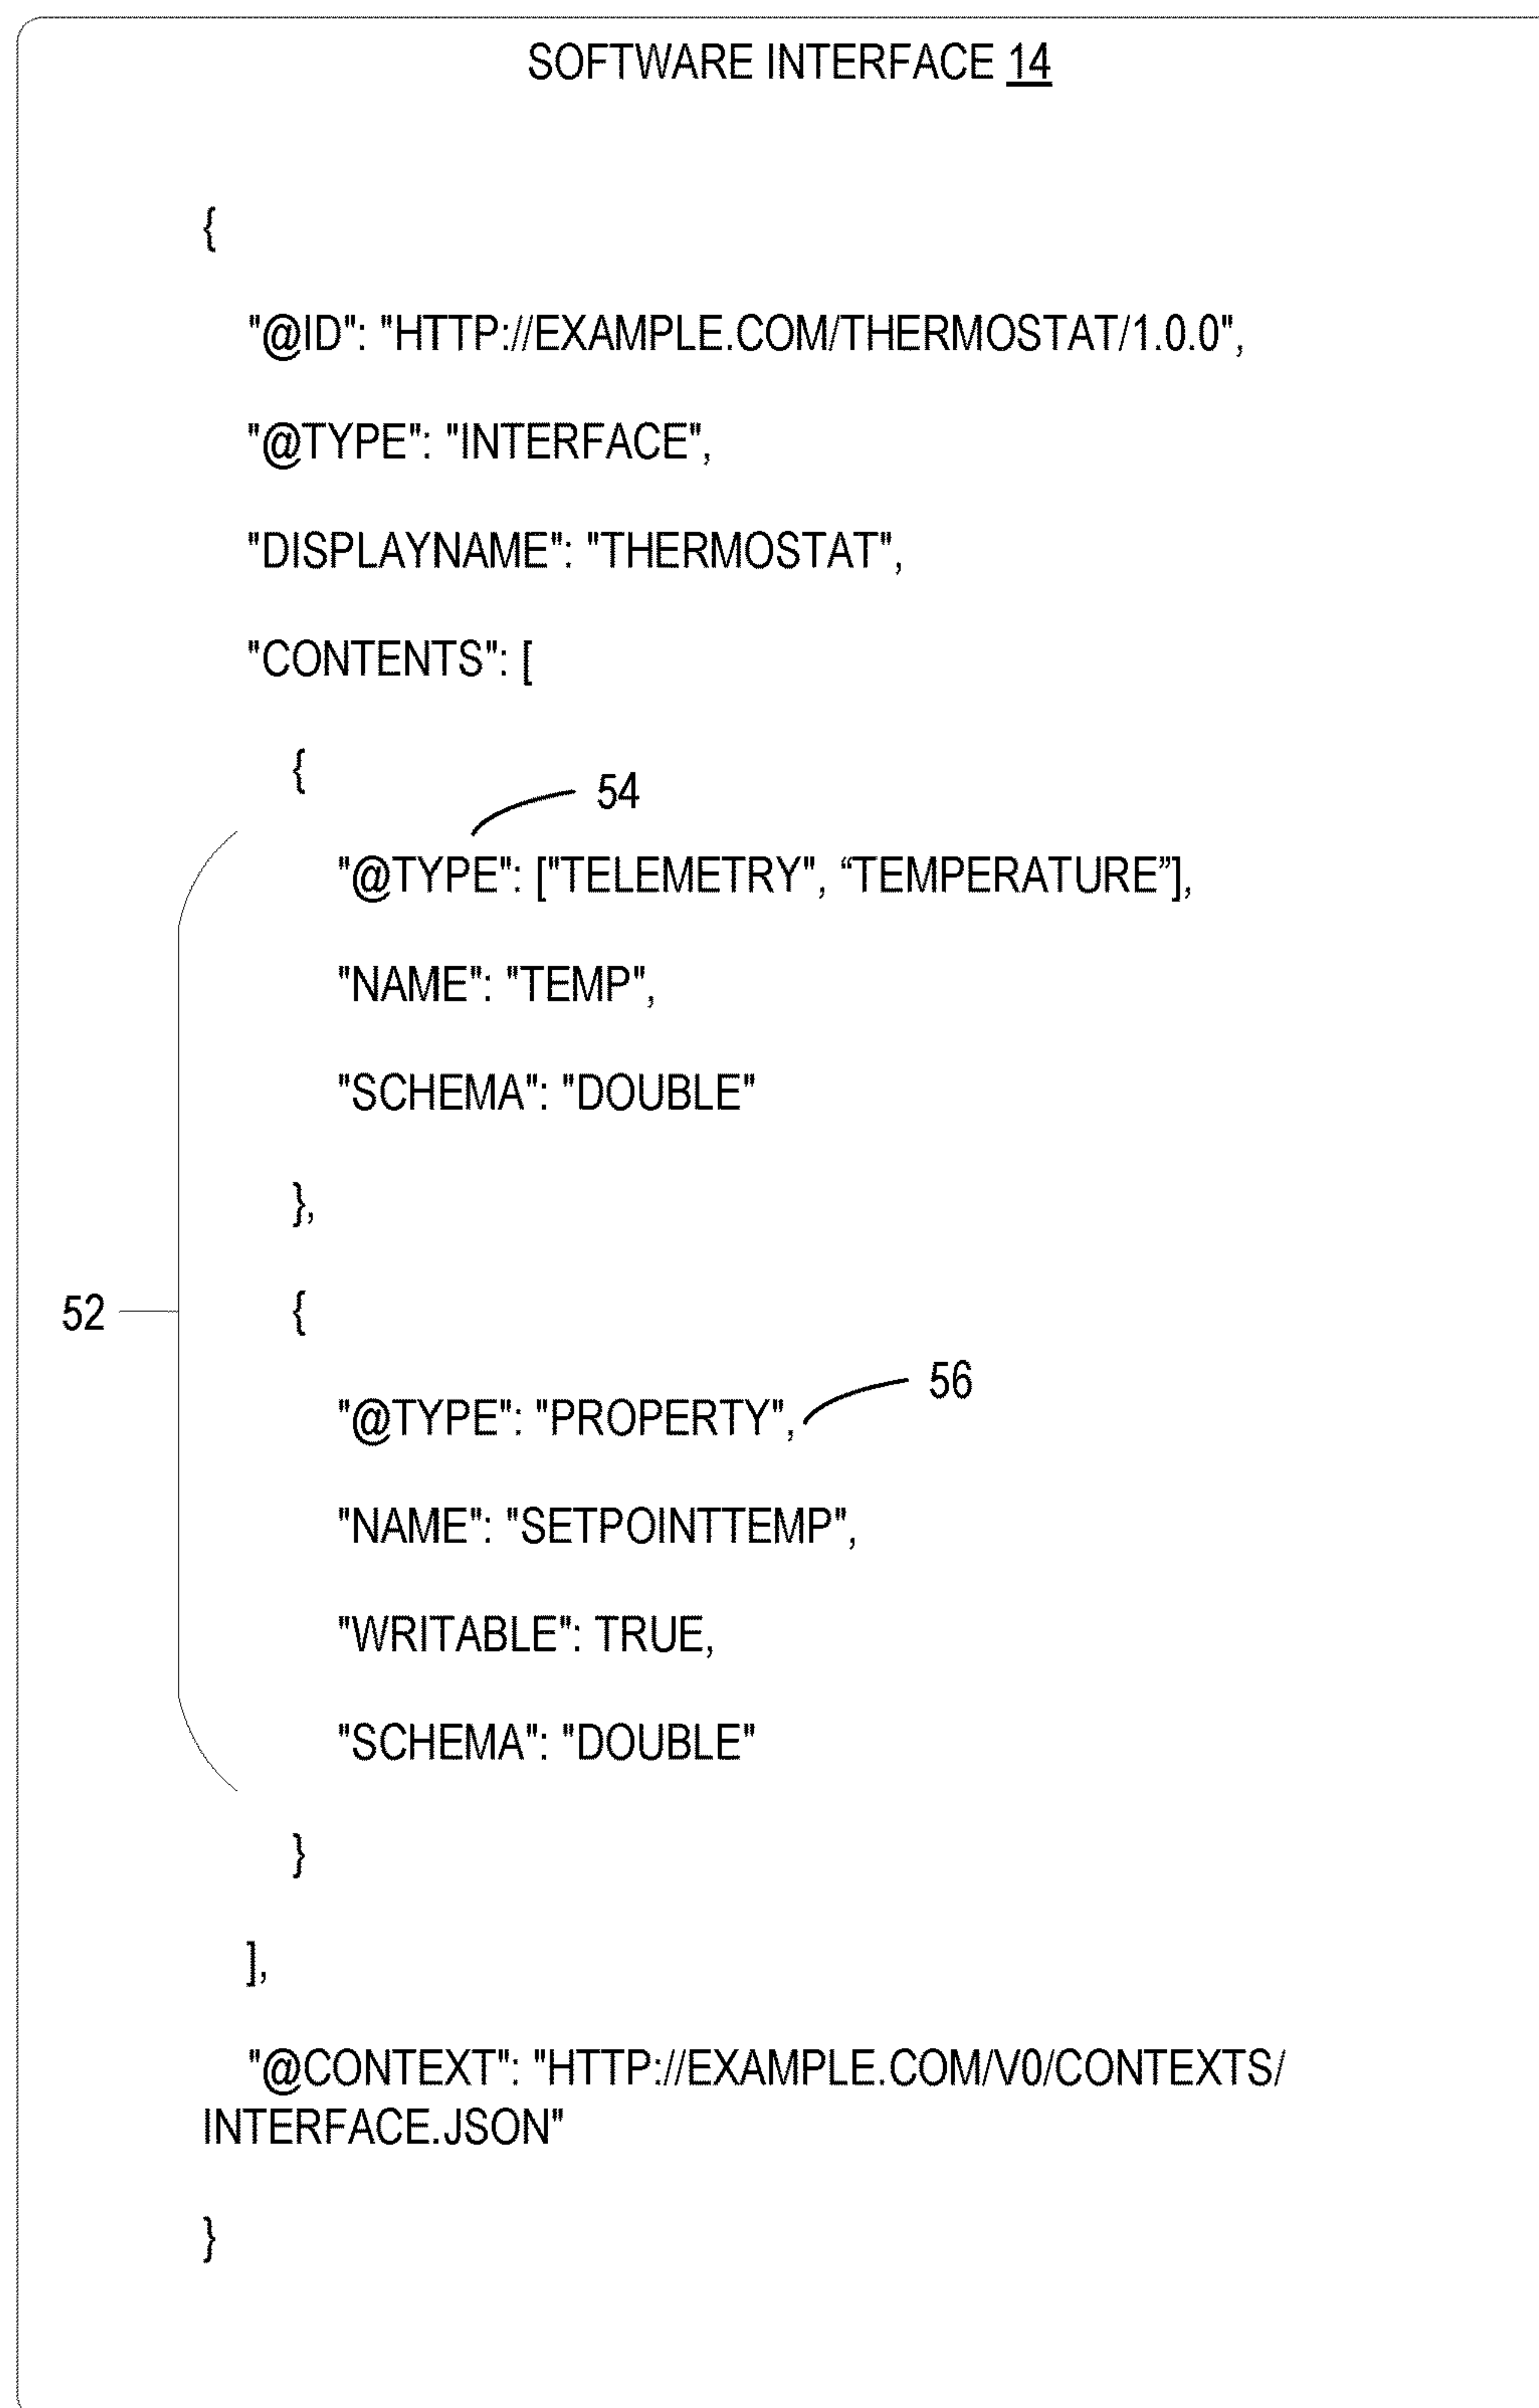 SOFTWARE INTERFACE 14
{
"@ID": "HTTP://EXAMPLE.COM/THERMOSTAT/1.0.0",
"@TYPE": "INTERFACE",
"DISPLAYNAME": "THERMOSTAT",
"CONTENTS": [
{
54
"@TYPE": ["TELEMETRY", “TEMPERATURE”],
"NAME": "TEMP",
"SCHEMA": "DOUBLE"
},
52
{
56
"@TYPE": "PROPERTY",
"NAME": "SETPOINTTEMP",
"WRITABLE": TRUE,
"SCHEMA": "DOUBLE"
}
],
"@CONTEXT": "HTTP://EXAMPLE.COM/V0/CONTEXTS/
INTERFACE.JSON"
}